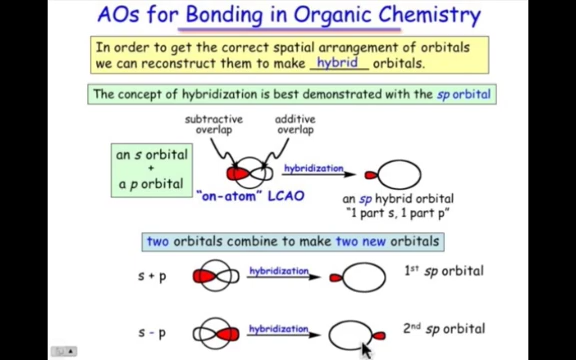 AOs for Bonding in Organic Chemistry
In order to get the correct spatial arrangement of orbitals
we can reconstruct them to make hybrid orbitals.
The concept of hybridization is best demonstrated with the sp orbital
subtractive
overlap
additive
overlap
an s orbital
+
a p orbital
hybridization
"on-atom" LCAO
an sp hybrid orbital
"1 part s, 1 part p"
two orbitals combine to make two new orbitals
s + p
hybridization
1st sp orbital
s - p
hybridization
2nd sp orbital